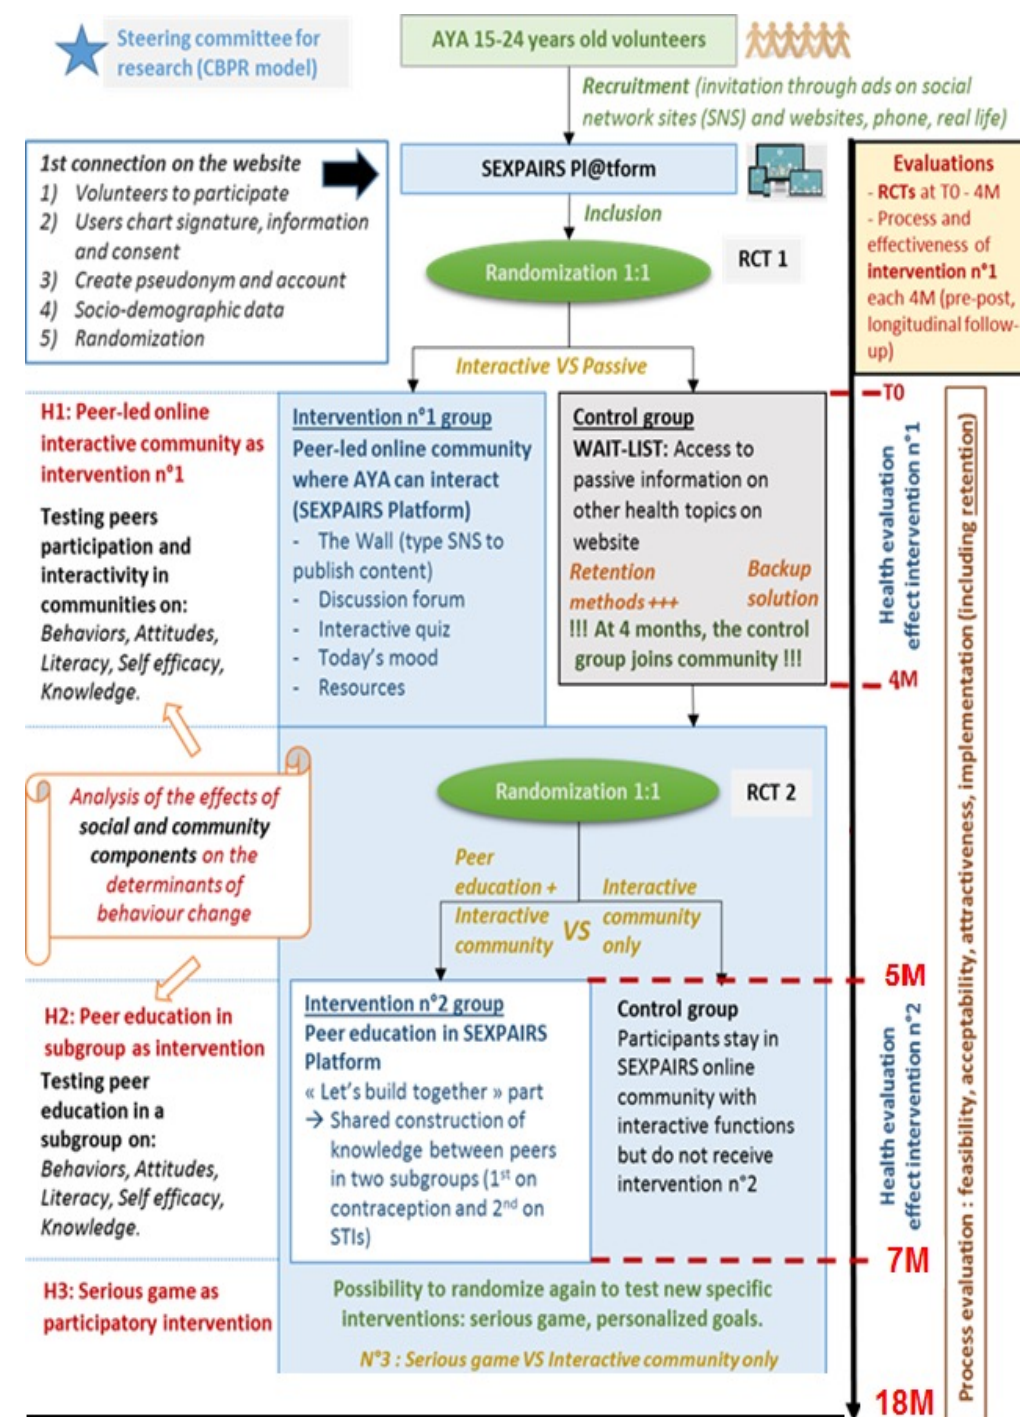 Steering committee for
research (CBPR model)
AYA 15-24 years old volunteers
Recruitment (invitation through ads on social
network sites (SNS) and websites, phone, real life)
1st connection on the website
1) Volunteers to participate
2) Users chart signature, information
and consent
3) Create pseudonym and account
4) Socio-demographic data
5) Randomization
SEXPAIRS Pl@tform
Inclusion
Randomization 1:1
RCT 1
Evaluations
- RCTs at T0 - 4M
- Process and
effectiveness of
intervention n°1
each 4M (pre-post,
longitudinal follow-
up)
Interactive VS Passive
H1: Peer-led online
interactive community as
intervention n°1
Testing peers
participation and
interactivity in
communities on:
Behaviors, Attitudes,
Literacy, Self efficacy,
Knowledge.
Intervention n°1 group
Peer-led online community
where AYA can interact
(SEXPAIRS Platform)
- The Wall (type SNS to
publish content)
- Discussion forum
- Interactive quiz
- Today's mood
- Resources
Control group
WAIT-LIST: Access to
passive information on
other health topics on
website
Retention
methods +++
Backup
solution
!!! At 4 months, the control
group joins community !!!
T0
Health evaluation
effect intervention n°1
4M
Process evaluation : feasibility, acceptability, attractiveness, implementation (including retention)
Analysis of the effects of
social and community
components on the
determinants of
behaviour change
Randomization 1:1
RCT 2
Peer
education +
Interactive
community
VS
Interactive
community
only
5M
H2: Peer education in
subgroup as intervention
Testing peer
education in a
subgroup on:
Behaviors, Attitudes,
Literacy, Self efficacy,
Knowledge.
Intervention n°2 group
Peer education in SEXPAIRS
Platform
« Let's build together » part
→ Shared construction of
knowledge between peers
in two subgroups (1st on
contraception and 2nd on
STIs)
Control group
Participants stay in
SEXPAIRS online
community with
interactive functions
but do not receive
intervention n°2
Health evaluation
effect intervention n°2
7M
H3: Serious game as
participatory intervention
Possibility to randomize again to test new specific
interventions: serious game, personalized goals.
N°3 : Serious game VS Interactive community only
18M